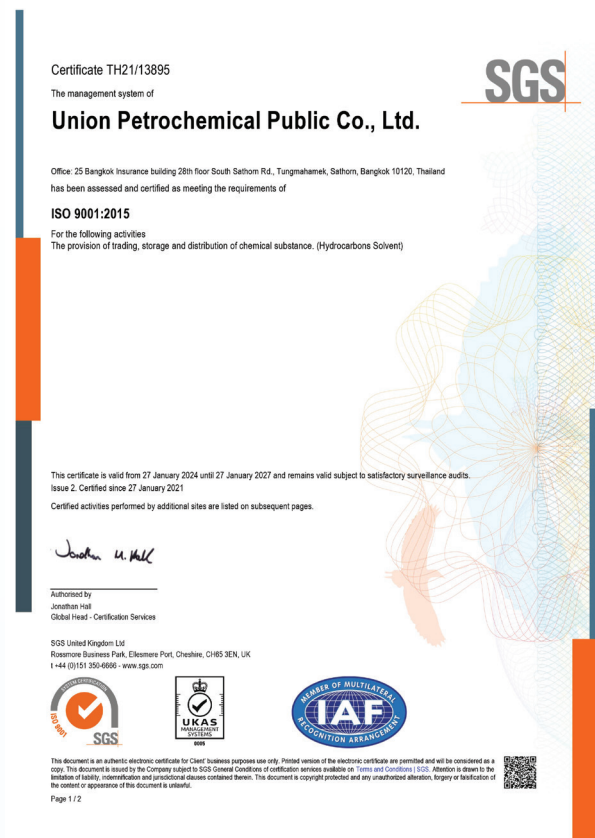 SGS
Certificate TH21/13895
The management system of
Union Petrochemical Public Co., Ltd.
Office: 25 Bangkok Insurance building 28th floor South Sathorn Rd., Tungmahamek, Sathorn, Bangkok 10120, Thailand
has been assessed and certified as meeting the requirements of
ISO 9001:2015
For the following activities
The provision of trading, storage and distribution of chemical substance. (Hydrocarbons Solvent)
This certificate is valid from 27 January 2024 until 27 January 2027 and remains valid subject to satisfactory surveillance audits.
Issue 2. Certified since 27 January 2021
Certified activities performed by additional sites are listed on subsequent pages.
Jonathan M. Hall
Authorised by
Jonathan Hall
Global Head - Certification Services
SGS United Kingdom Ltd
Rossmore Business Park, Ellesmere Port, Cheshire, CH65 3EN, UK
t +44 (0)151 350-6666 - www.sgs.com
SYSTEM CERTIFICATION
ISO 9001
SGS
UKAS
MANAGEMENT
SYSTEMS
0005
MEMBER OF MULTILATERAL
IAF
RECOGNITION ARRANGEMENT
This document is an authentic electronic certificate for Client' business purposes use only. Printed version of the electronic certificate are permitted and will be considered as a
copy. This document is issued by the Company subject to SGS General Conditions of certification services available on Terms and Conditions | SGS. Attention is drawn to the
limitation of liability, indemnification and jurisdictional clauses contained therein. This document is copyright protected and any unauthorized alteration, forgery or falsification of
the content or appearance of this document is unlawful.
Page 1 / 2